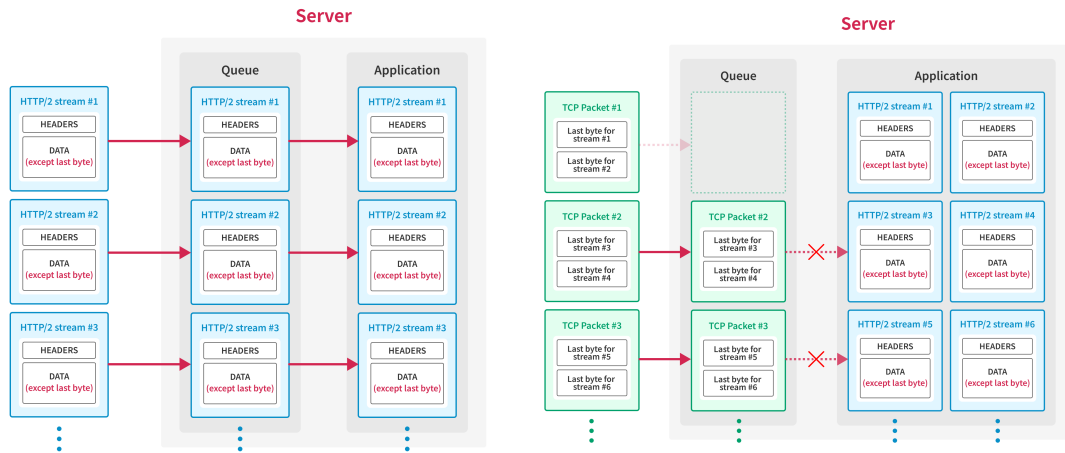 Server
Queue
Application
HTTP/2 stream #1
HEADERS
DATA
(except last byte)
HTTP/2 stream #1
HEADERS
DATA
(except last byte)
HTTP/2 stream #1
HEADERS
DATA
(except last byte)
HTTP/2 stream #2
HEADERS
DATA
(except last byte)
HTTP/2 stream #2
HEADERS
DATA
(except last byte)
HTTP/2 stream #2
HEADERS
DATA
(except last byte)
HTTP/2 stream #3
HEADERS
DATA
(except last byte)
HTTP/2 stream #3
HEADERS
DATA
(except last byte)
HTTP/2 stream #3
HEADERS
DATA
(except last byte)
Server
Queue
Application
TCP Packet #1
Last byte for
stream #1
Last byte for
stream #2
HTTP/2 stream #1
HEADERS
DATA
(except last byte)
HTTP/2 stream #2
HEADERS
DATA
(except last byte)
TCP Packet #2
Last byte for
stream #3
Last byte for
stream #4
TCP Packet #2
Last byte for
stream #3
Last byte for
stream #4
HTTP/2 stream #3
HEADERS
DATA
(except last byte)
HTTP/2 stream #4
HEADERS
DATA
(except last byte)
TCP Packet #3
Last byte for
stream #5
Last byte for
stream #6
TCP Packet #3
Last byte for
stream #5
Last byte for
stream #6
HTTP/2 stream #5
HEADERS
DATA
(except last byte)
HTTP/2 stream #6
HEADERS
DATA
(except last byte)